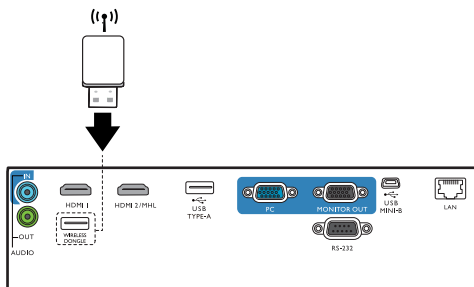 IN
OUT
AUDIO
HDMI 1
WIRELESS
DONGLE
HDMI 2/MHL
USB
TYPE-A
PC
MONITOR OUT
RS-232
USB
MINI-B
LAN